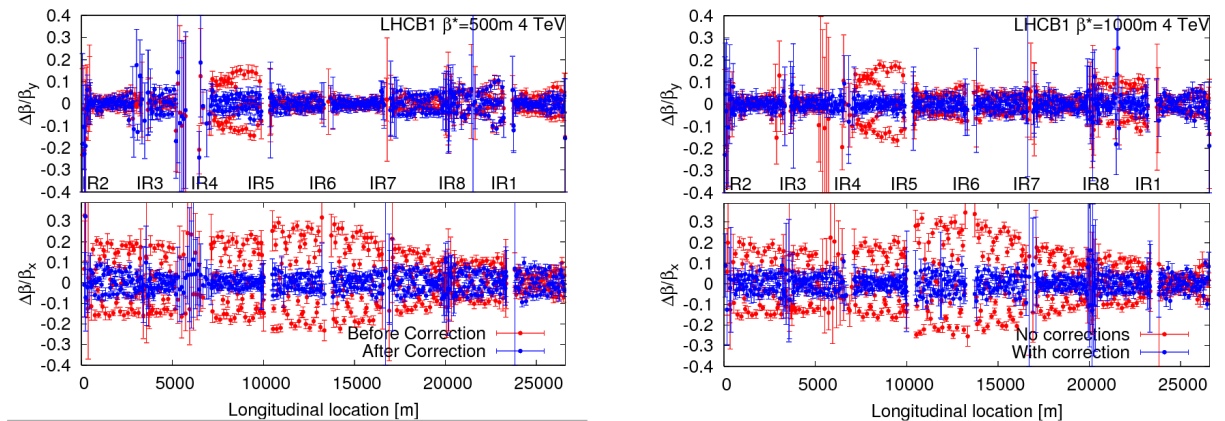 LHCB1 β*=500m 4 TeV
0.4
0.3
0.2
0.1
0
-0.1
-0.2
-0.3
-0.4
Δβ/βy
IR2 IR3 IR4 IR5 IR6 IR7 IR8 IR1
0.3
0.2
0.1
0
-0.1
-0.2
-0.3
-0.4
Δβ/βx
Before Correction
After Correction
0 5000 10000 15000 20000 25000
Longitudinal location [m]
LHCB1 β*=1000m 4 TeV
0.4
0.3
0.2
0.1
0
-0.1
-0.2
-0.3
-0.4
Δβ/βy
IR2 IR3 IR4 IR5 IR6 IR7 IR8 IR1
0.3
0.2
0.1
0
-0.1
-0.2
-0.3
-0.4
Δβ/βx
No corrections
With correction
0 5000 10000 15000 20000 25000
Longitudinal location [m]